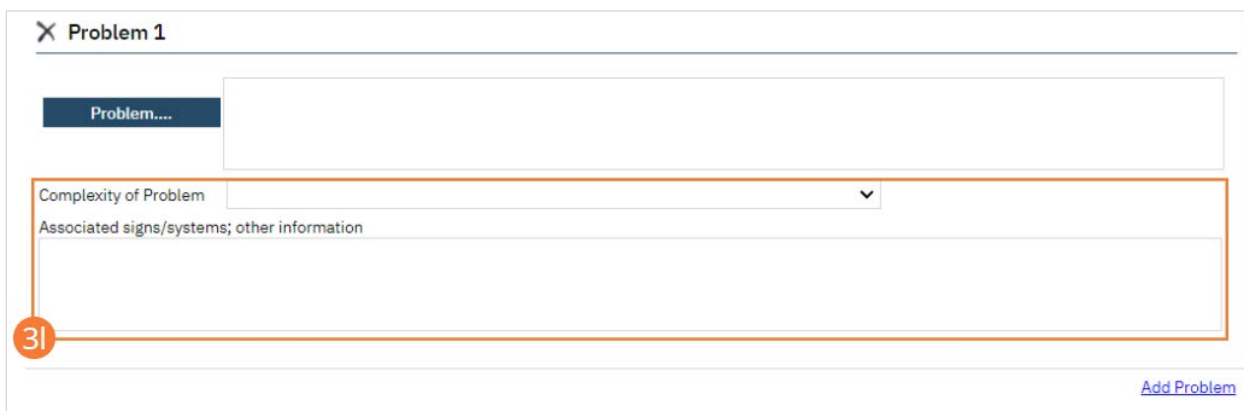 Problem 1
Problem....
Complexity of Problem
Associated signs/systems; other information
3l
Add Problem